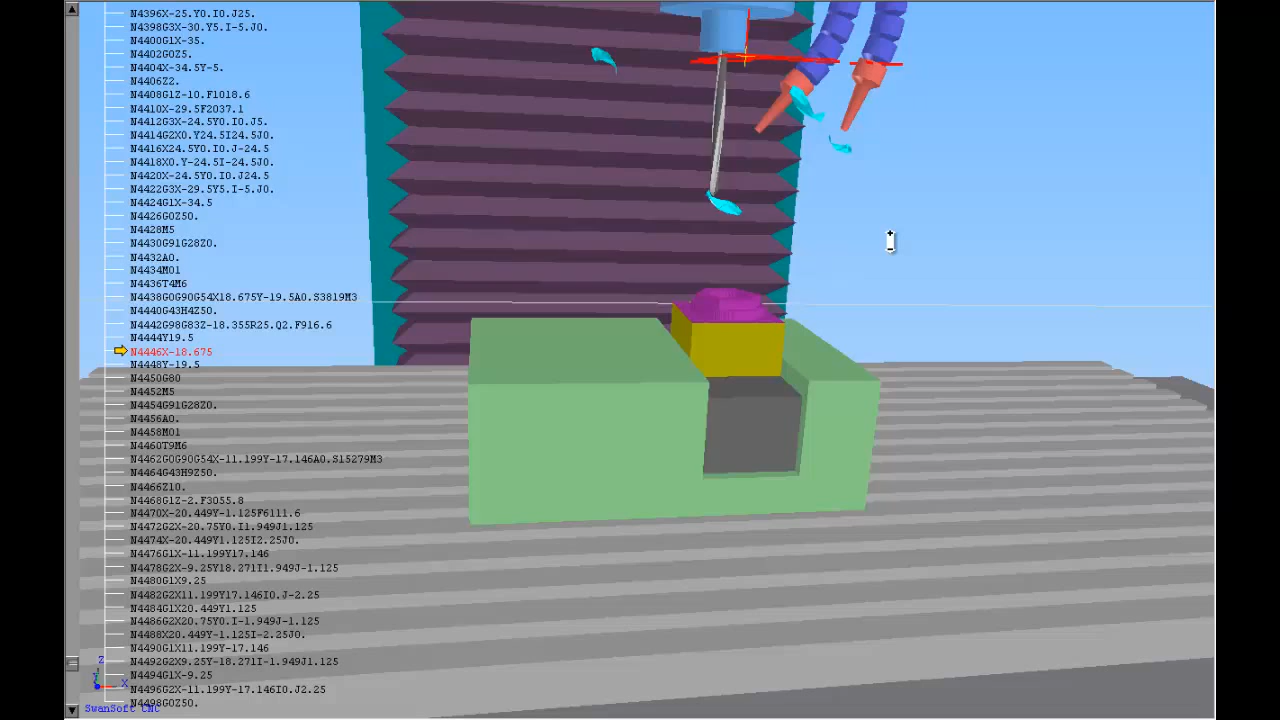 N4396X-25.Y0.I0.J25.
N4398G3X-30.Y5.I-5.J0.
N4400G1X-35.
N4402G0Z5.
N4404X-34.5Y-5.
N4406Z2.
N4408G1Z-10.F1018.6
N4410X-29.5F2037.1
N4412G3X-24.5Y0.I0.J5.
N4414G2X0.Y24.5I24.5J0.
N4416X24.5Y0.I0.J-24.5
N4418X0.Y-24.5I-24.5J0.
N4420X-24.5Y0.I0.J24.5
N4422G3X-29.5Y5.I-5.J0.
N4424G1X-34.5
N4426G0Z50.
N4428M5
N4430G91G28Z0.
N4432A0.
N4434M01
N4436T4M6
N4438G0G90G54X18.675Y-19.5A0.S3819M3
N4440G43H4Z50.
N4442G98G83Z-18.355R25.Q2.F916.6
N4444Y19.5
N4446X-18.675
N4448Y-19.5
N4450G80
N4452M5
N4454G91G28Z0.
N4456A0.
N4458M01
N4460T9M6
N4462G0G90G54X-11.199Y-17.146A0.S15279M3
N4464G43H9Z50.
N4466Z10.
N4468G1Z-2.F3055.8
N4470X-20.449Y-1.125F6111.6
N4472G2X-20.75Y0.I1.949J1.125
N4474X-20.449Y1.125I2.25J0.
N4476G1X-11.199Y17.146
N4478G2X-9.25Y18.271I1.949J-1.125
N4480G1X9.25
N4482G2X11.199Y17.146I0.J-2.25
N4484G1X20.449Y1.125
N4486G2X20.75Y0.I-1.949J-1.125
N4488X20.449Y-1.125I-2.25J0.
N4490G1X11.199Y-17.146
N4492G2X9.25Y-18.271I-1.949J1.125
N4494G1X-9.25
N4496G2X-11.199Y-17.146I0.J2.25
N4498G0Z50.
Z
Y
X
SwanSoft CNC